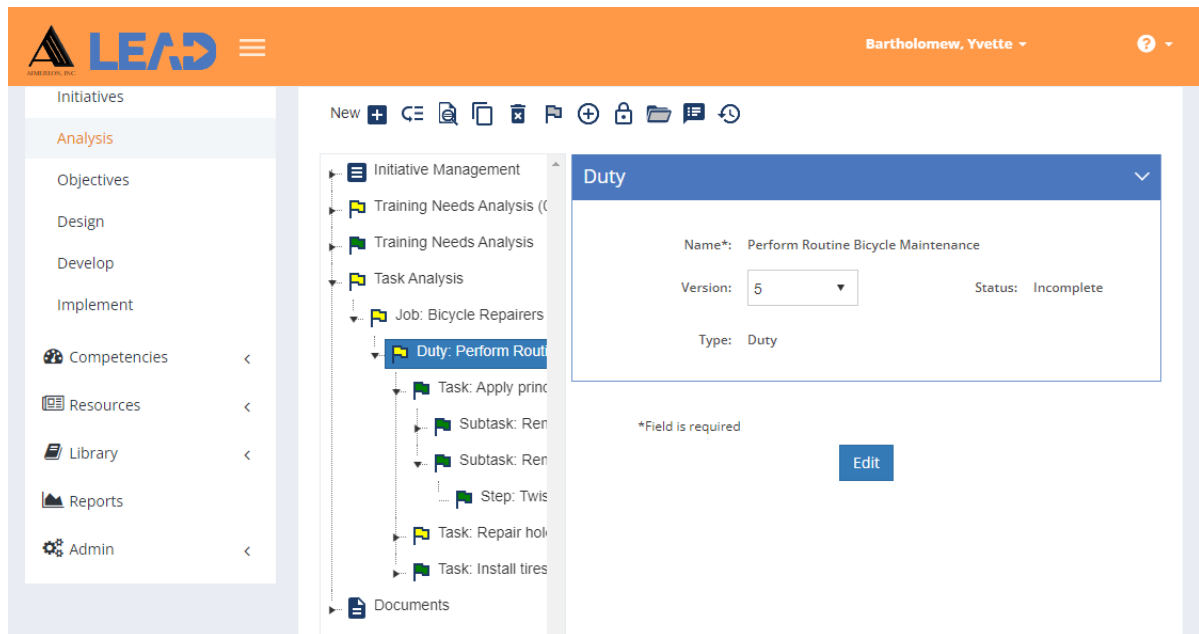 AIMEREON, INC.
LEAD
Bartholomew, Yvette
?
Initiatives
Analysis
Objectives
Design
Develop
Implement
Competencies
Resources
Library
Reports
Admin
New
Initiative Management
Training Needs Analysis (
Training Needs Analysis
Task Analysis
Job: Bicycle Repairers
Duty: Perform Routi
Task: Apply princ
Subtask: Ren
Subtask: Ren
Step: Twis
Task: Repair hol
Task: Install tires
Documents
Duty
Name*: Perform Routine Bicycle Maintenance
Version: 5 Status: Incomplete
Type: Duty
*Field is required
Edit